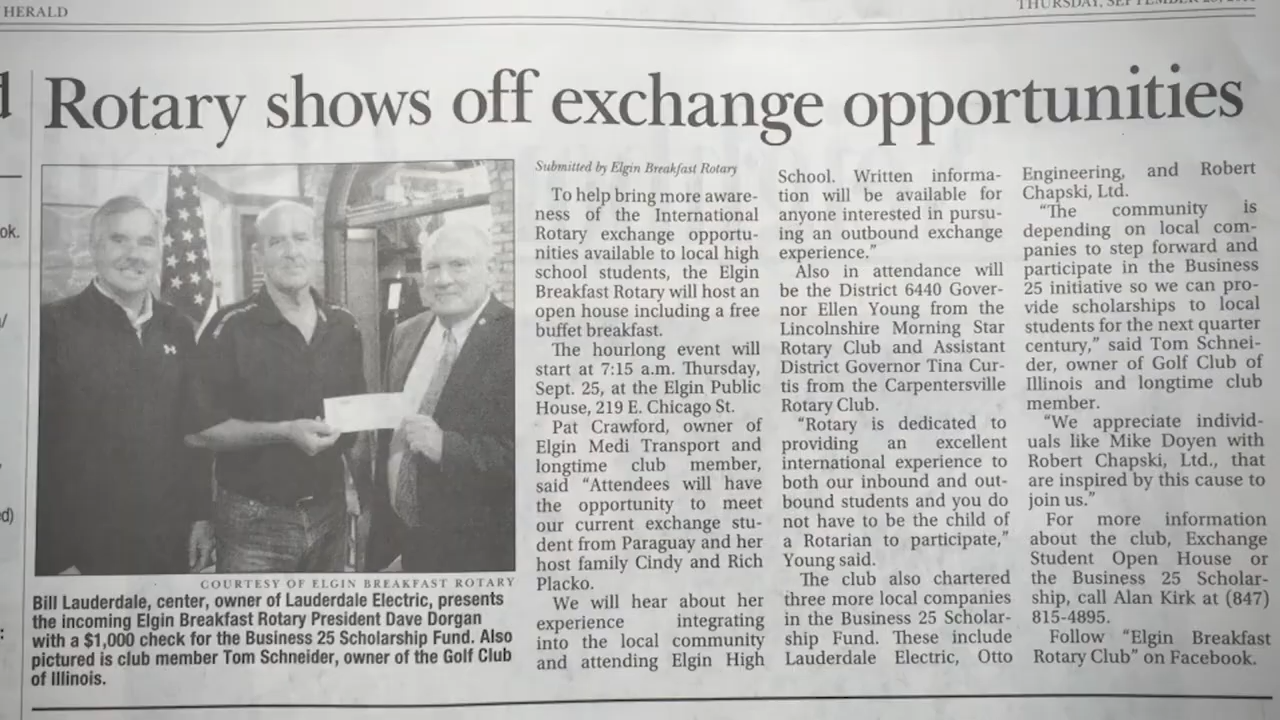 HERALD
THURSDAY, SEPTEMBER
Rotary shows off exchange opportunities
COURTESY OF ELGIN BREAKFAST ROTARY
Bill Lauderdale, center, owner of Lauderdale Electric, presents
the incoming Elgin Breakfast Rotary President Dave Dorgan
with a $1,000 check for the Business 25 Scholarship Fund. Also
pictured is club member Tom Schneider, owner of the Golf Club
of Illinois.
Submitted by Elgin Breakfast Rotary
To help bring more aware-
ness of the International
Rotary exchange opportu-
nities available to local high
school students, the Elgin
Breakfast Rotary will host an
open house including a free
buffet breakfast.
The hourlong event will
start at 7:15 a.m. Thursday,
Sept. 25, at the Elgin Public
House, 219 E. Chicago St.
Pat Crawford, owner of
Elgin Medi Transport and
longtime club member,
said “Attendees will have
the opportunity to meet
our current exchange stu-
dent from Paraguay and her
host family Cindy and Rich
Placko.
We will hear about her
experience integrating
into the local community
and attending Elgin High
School. Written informa-
tion will be available for
anyone interested in pursu-
ing an outbound exchange
experience.”
Also in attendance will
be the District 6440 Gover-
nor Ellen Young from the
Lincolnshire Morning Star
Rotary Club and Assistant
District Governor Tina Cur-
tis from the Carpentersville
Rotary Club.
“Rotary is dedicated to
providing an excellent
international experience to
both our inbound and out-
bound students and you do
not have to be the child of
a Rotarian to participate,”
Young said.
The club also chartered
three more local companies
in the Business 25 Scholar-
ship Fund. These include
Lauderdale Electric, Otto
Engineering, and Robert
Chapski, Ltd.
“The community is
depending on local com-
panies to step forward and
participate in the Business
25 initiative so we can pro-
vide scholarships to local
students for the next quarter
century,” said Tom Schnei-
der, owner of Golf Club of
Illinois and longtime club
member.
“We appreciate individ-
uals like Mike Doyen with
Robert Chapski, Ltd., that
are inspired by this cause to
join us.”
For more information
about the club, Exchange
Student Open House or
the Business 25 Scholar-
ship, call Alan Kirk at (847)
815-4895.
Follow “Elgin Breakfast
Rotary Club” on Facebook.